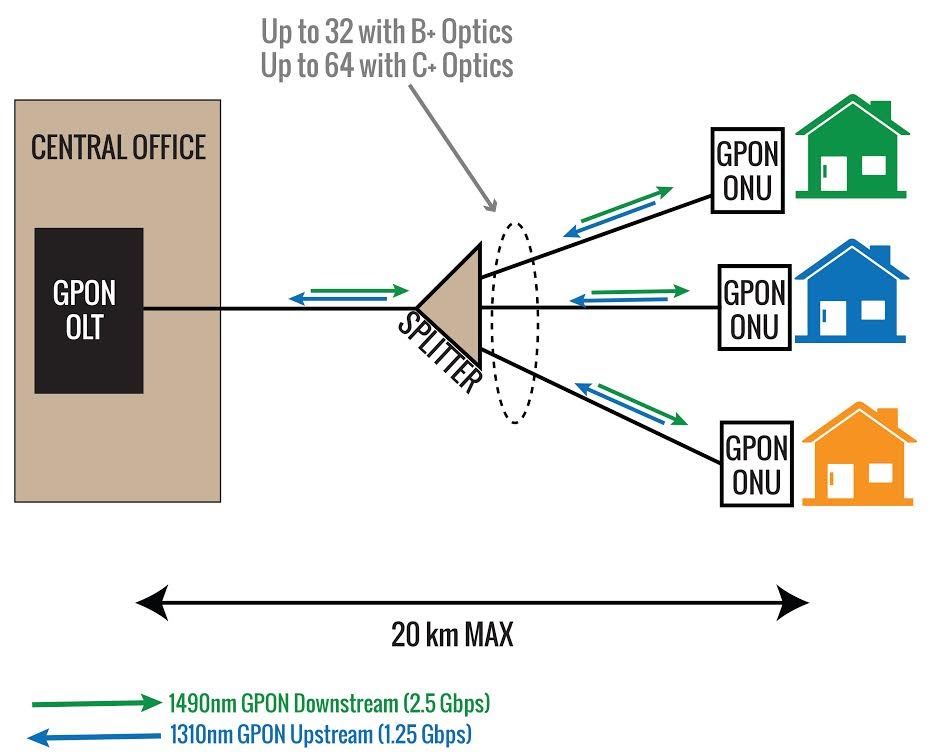 Up to 32 with B+ Optics
Up to 64 with C+ Optics
CENTRAL OFFICE
GPON
OLT
SPLITTER
GPON
ONU
GPON
ONU
GPON
ONU
20 km MAX
1490nm GPON Downstream (2.5 Gbps)
1310nm GPON Upstream (1.25 Gbps)